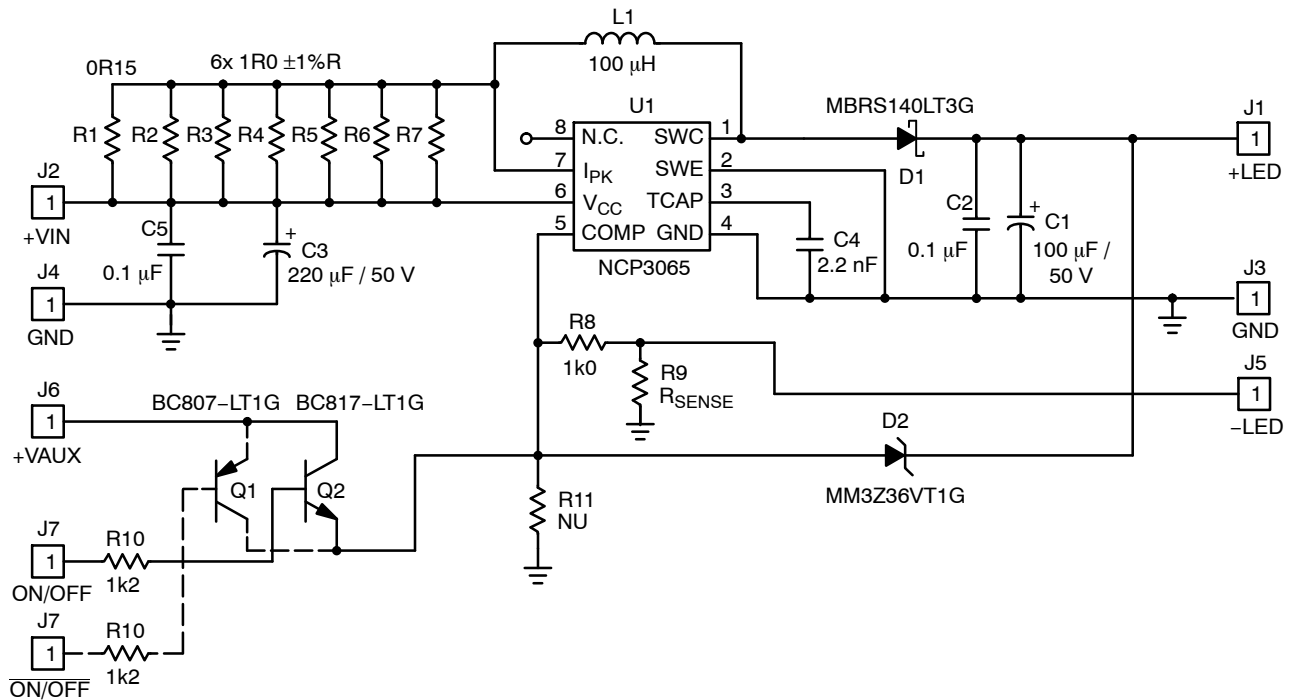 L1
100 μH
0R15
6x 1R0 ±1%R
R1
R2
R3
R4
R5
R6
R7
U1
8
N.C.
SWC
1
7
IPK
SWE
2
6
VCC
TCAP
3
5
COMP
GND
4
NCP3065
MBRS140LT3G
D1
J1
1
+LED
J2
1
+VIN
C5
0.1 μF
+
C3
220 μF / 50 V
C4
2.2 nF
C2
0.1 μF
+
C1
100 μF /
50 V
J4
1
GND
J3
1
GND
R8
1k0
R9
RSENSE
J5
1
−LED
J6
1
+VAUX
BC807−LT1G
BC817−LT1G
Q1
Q2
D2
MM3Z36VT1G
R11
NU
J7
1
ON/OFF
R10
1k2
J7
1
ON/OFF
R10
1k2